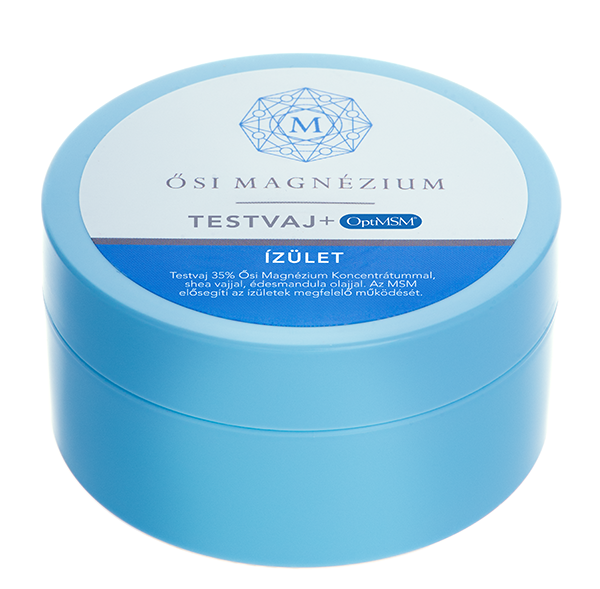 M
ŐSI MAGNÉZIUM
TESTVAJ+ OptiMSM®
ÍZÜLET
Testvaj 35% Ősi Magnézium Koncentrátummal,
shea vajjal, édesmandula olajjal. Az MSM
elősegíti az ízületek megfelelő működését.